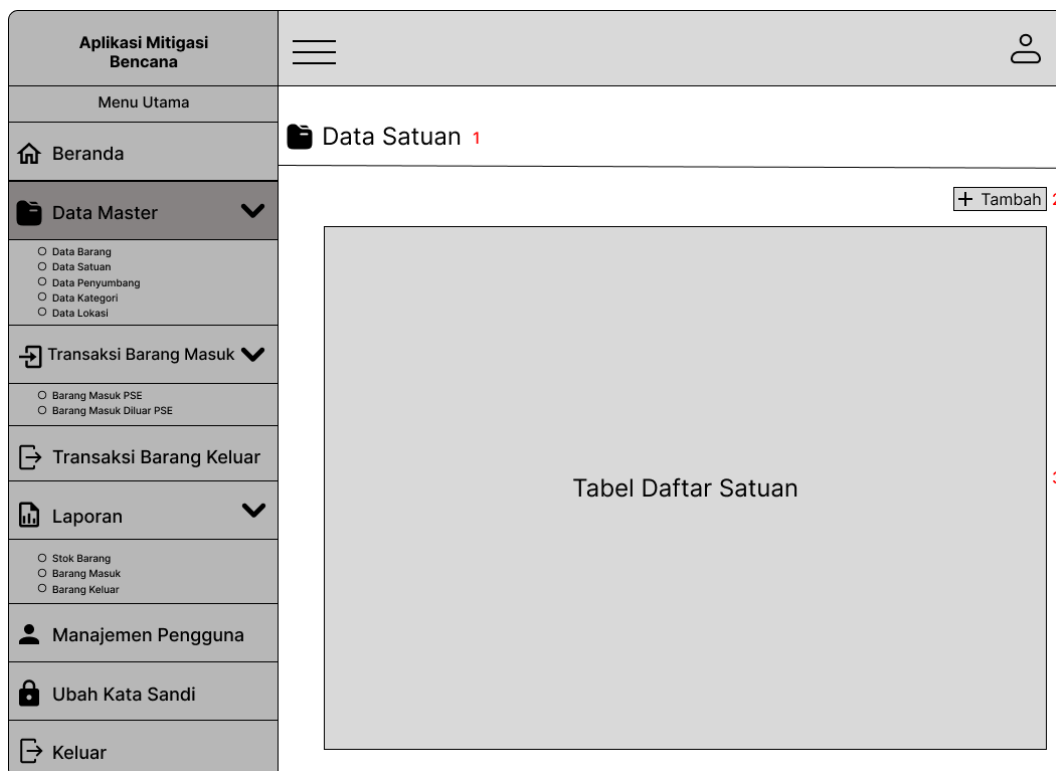 Aplikasi Mitigasi
Bencana
Menu Utama
Beranda
Data Master
Data Barang
Data Satuan
Data Penyumbang
Data Kategori
Data Lokasi
Transaksi Barang Masuk
Barang Masuk PSE
Barang Masuk Diluar PSE
Transaksi Barang Keluar
Laporan
Stok Barang
Barang Masuk
Barang Keluar
Manajemen Pengguna
Ubah Kata Sandi
Keluar
Data Satuan 1
+ Tambah 2
Tabel Daftar Satuan 3